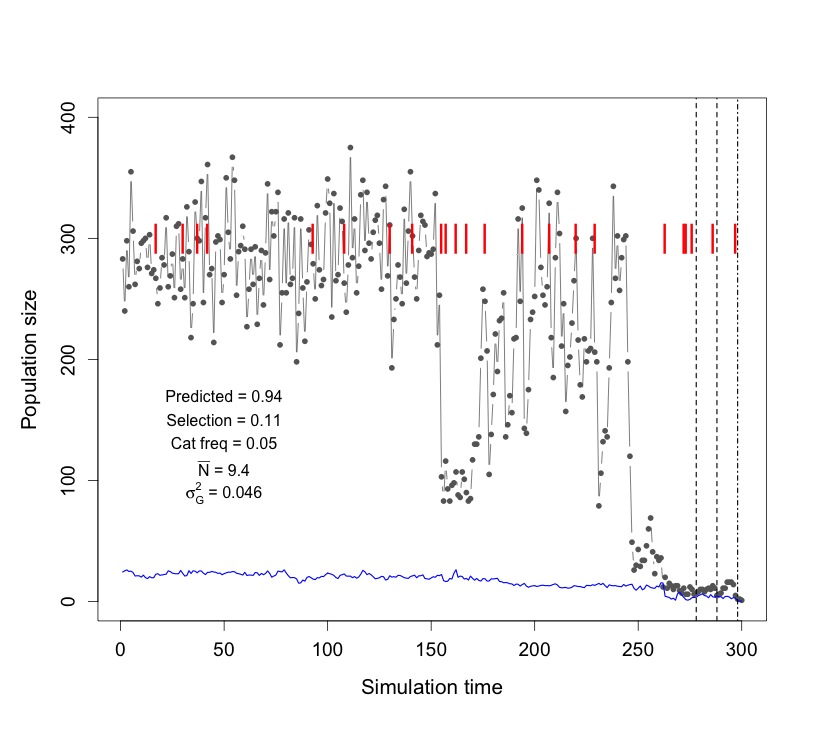 400
300
200
100
0
Population size
Predicted = 0.94
Selection = 0.11
Cat freq = 0.05
N̅ = 9.4
σ²G = 0.046
0 50 100 150 200 250 300
Simulation time